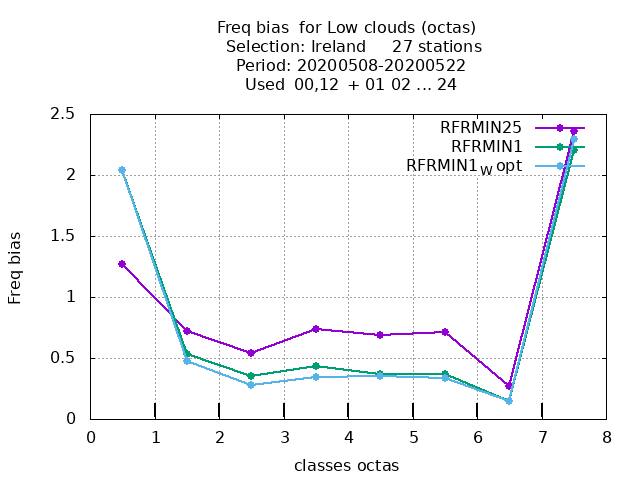 Freq bias  for Low clouds (octas)
Selection: Ireland     27 stations
Period: 20200508-20200522
Used  00,12  + 01 02 ... 24
RFRMIN25
RFRMIN1
RFRMIN1W opt
2.5
2
1.5
1
0.5
0
Freq bias
0 1 2 3 4 5 6 7 8
classes octas